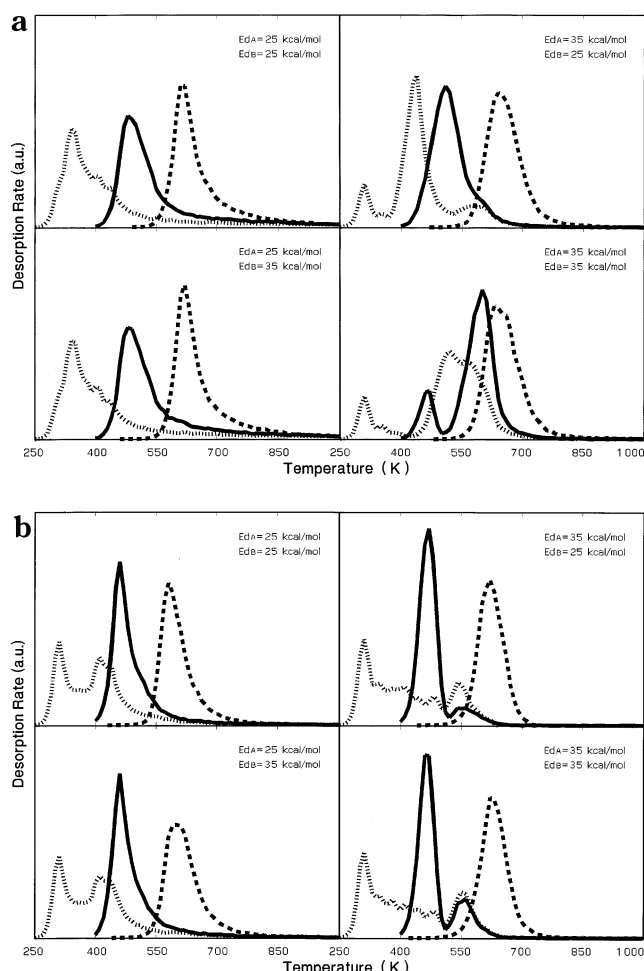 a
EdA= 25 kcal/mol
EdB= 25 kcal/mol
EdA= 35 kcal/mol
EdB= 25 kcal/mol
Desorption Rate (a.u.)
EdA= 25 kcal/mol
EdB= 35 kcal/mol
EdA= 35 kcal/mol
EdB= 35 kcal/mol
250 400 550 700 850 250 400 550 700 850 1000
Temperature ( K )
b
EdA= 25 kcal/mol
EdB= 25 kcal/mol
EdA= 35 kcal/mol
EdB= 25 kcal/mol
Desorption Rate (a.u.)
EdA= 25 kcal/mol
EdB= 35 kcal/mol
EdA= 35 kcal/mol
EdB= 35 kcal/mol
250 400 550 700 850 250 400 550 700 850 1000
Temperature ( K )